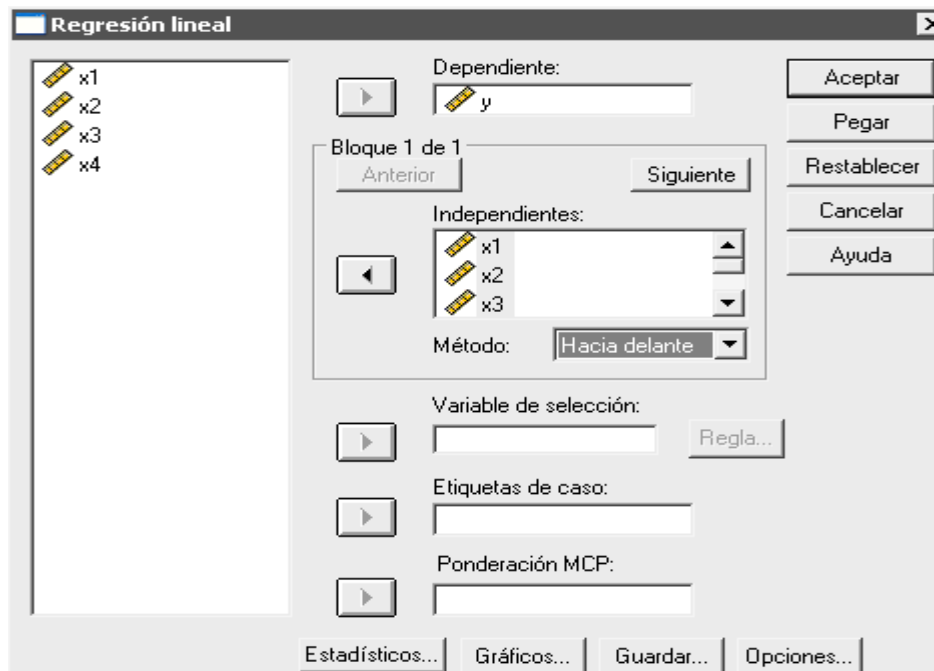 Regresión lineal
x1
x2
x3
x4
Dependiente:
y
Bloque 1 de 1
Anterior
Siguiente
Independientes:
x1
x2
x3
Método:
Hacia delante
Variable de selección:
Regla...
Etiquetas de caso:
Ponderación MCP:
Estadísticos...
Gráficos...
Guardar...
Opciones...
Aceptar
Pegar
Restablecer
Cancelar
Ayuda